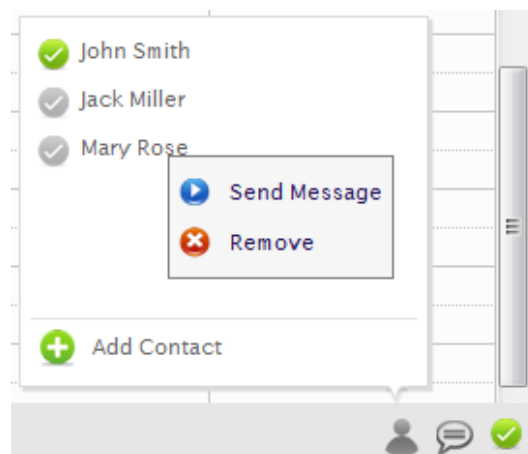 John Smith
Jack Miller
Mary Rose
Send Message
Remove
Add Contact